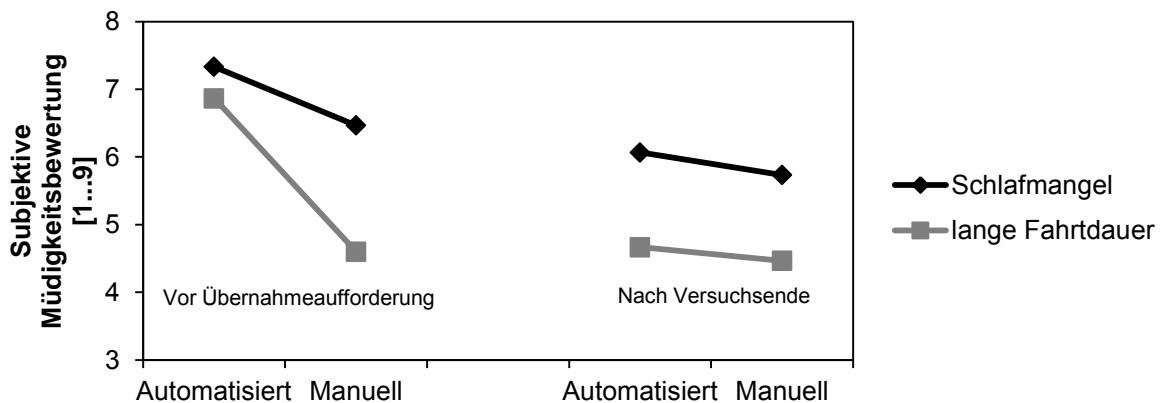 Subjektive
Müdigkeitsbewertung
[1...9]
8
7
6
5
4
3
Vor Übernahmeaufforderung
Nach Versuchsende
Automatisiert
Manuell
Automatisiert
Manuell
Schlafmangel
lange Fahrtdauer